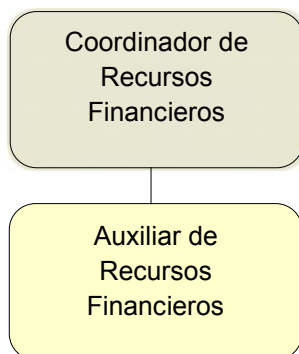 Coordinador de
Recursos
Financieros
Auxiliar de
Recursos
Financieros